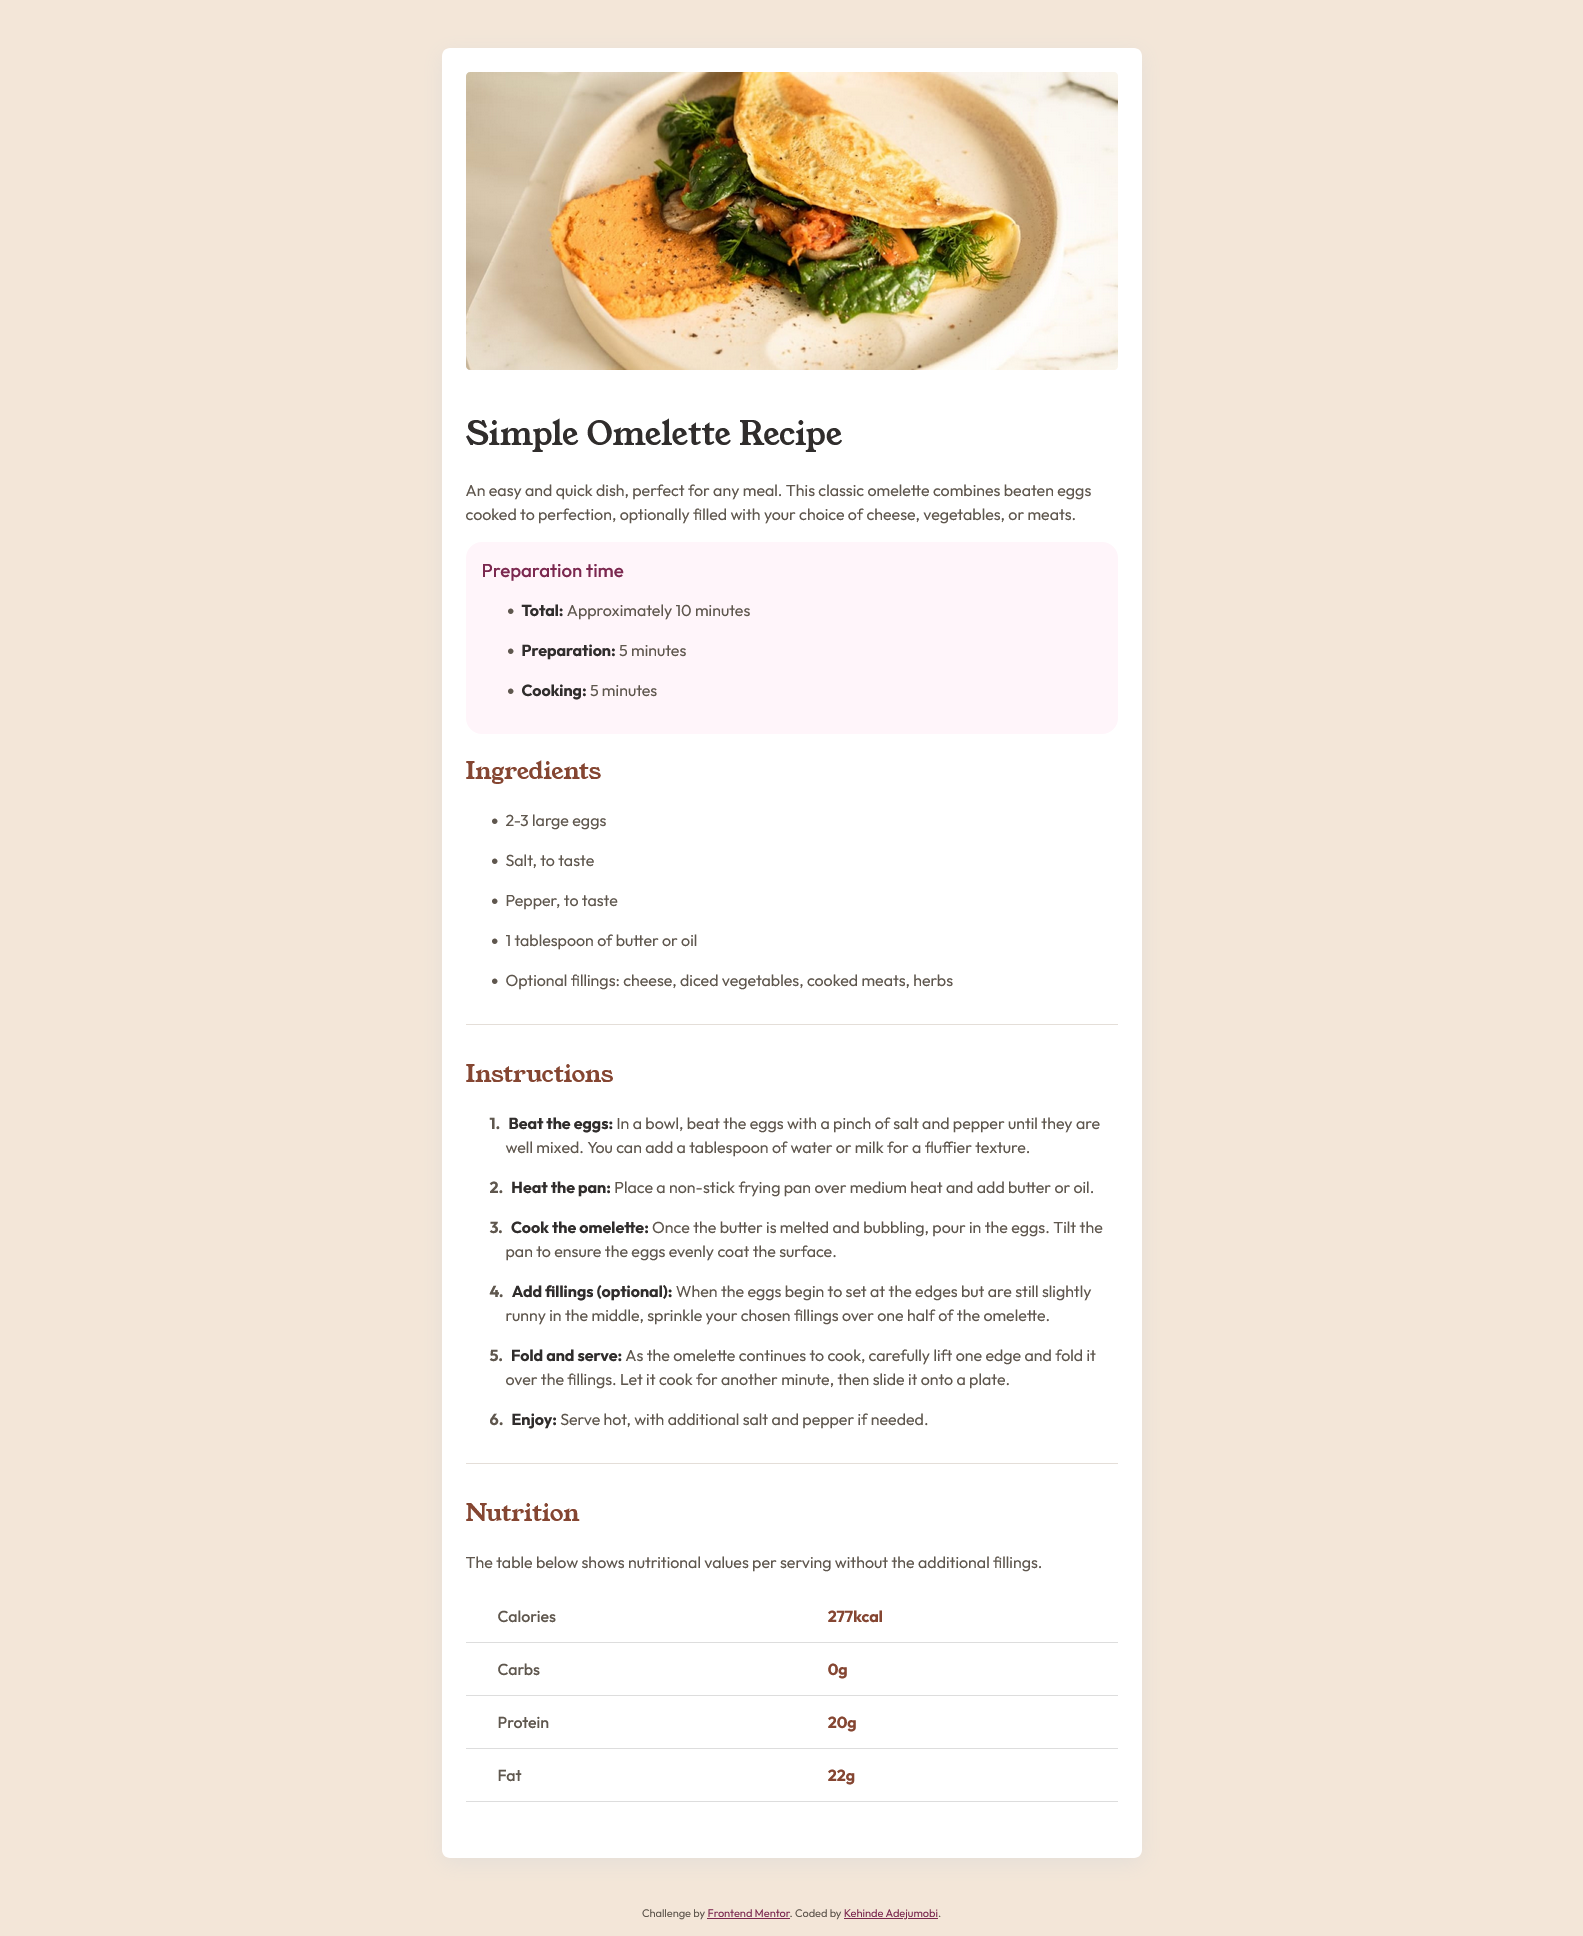 Simple Omelette Recipe
An easy and quick dish, perfect for any meal. This classic omelette combines beaten eggs
cooked to perfection, optionally filled with your choice of cheese, vegetables, or meats.
Preparation time
• Total: Approximately 10 minutes
• Preparation: 5 minutes
• Cooking: 5 minutes
Ingredients
• 2-3 large eggs
• Salt, to taste
• Pepper, to taste
• 1 tablespoon of butter or oil
• Optional fillings: cheese, diced vegetables, cooked meats, herbs
Instructions
1. Beat the eggs: In a bowl, beat the eggs with a pinch of salt and pepper until they are
well mixed. You can add a tablespoon of water or milk for a fluffier texture.
2. Heat the pan: Place a non-stick frying pan over medium heat and add butter or oil.
3. Cook the omelette: Once the butter is melted and bubbling, pour in the eggs. Tilt the
pan to ensure the eggs evenly coat the surface.
4. Add fillings (optional): When the eggs begin to set at the edges but are still slightly
runny in the middle, sprinkle your chosen fillings over one half of the omelette.
5. Fold and serve: As the omelette continues to cook, carefully lift one edge and fold it
over the fillings. Let it cook for another minute, then slide it onto a plate.
6. Enjoy: Serve hot, with additional salt and pepper if needed.
Nutrition
The table below shows nutritional values per serving without the additional fillings.
Calories 277kcal
Carbs 0g
Protein 20g
Fat 22g
Challenge by Frontend Mentor. Coded by Kehinde Adejumobi.